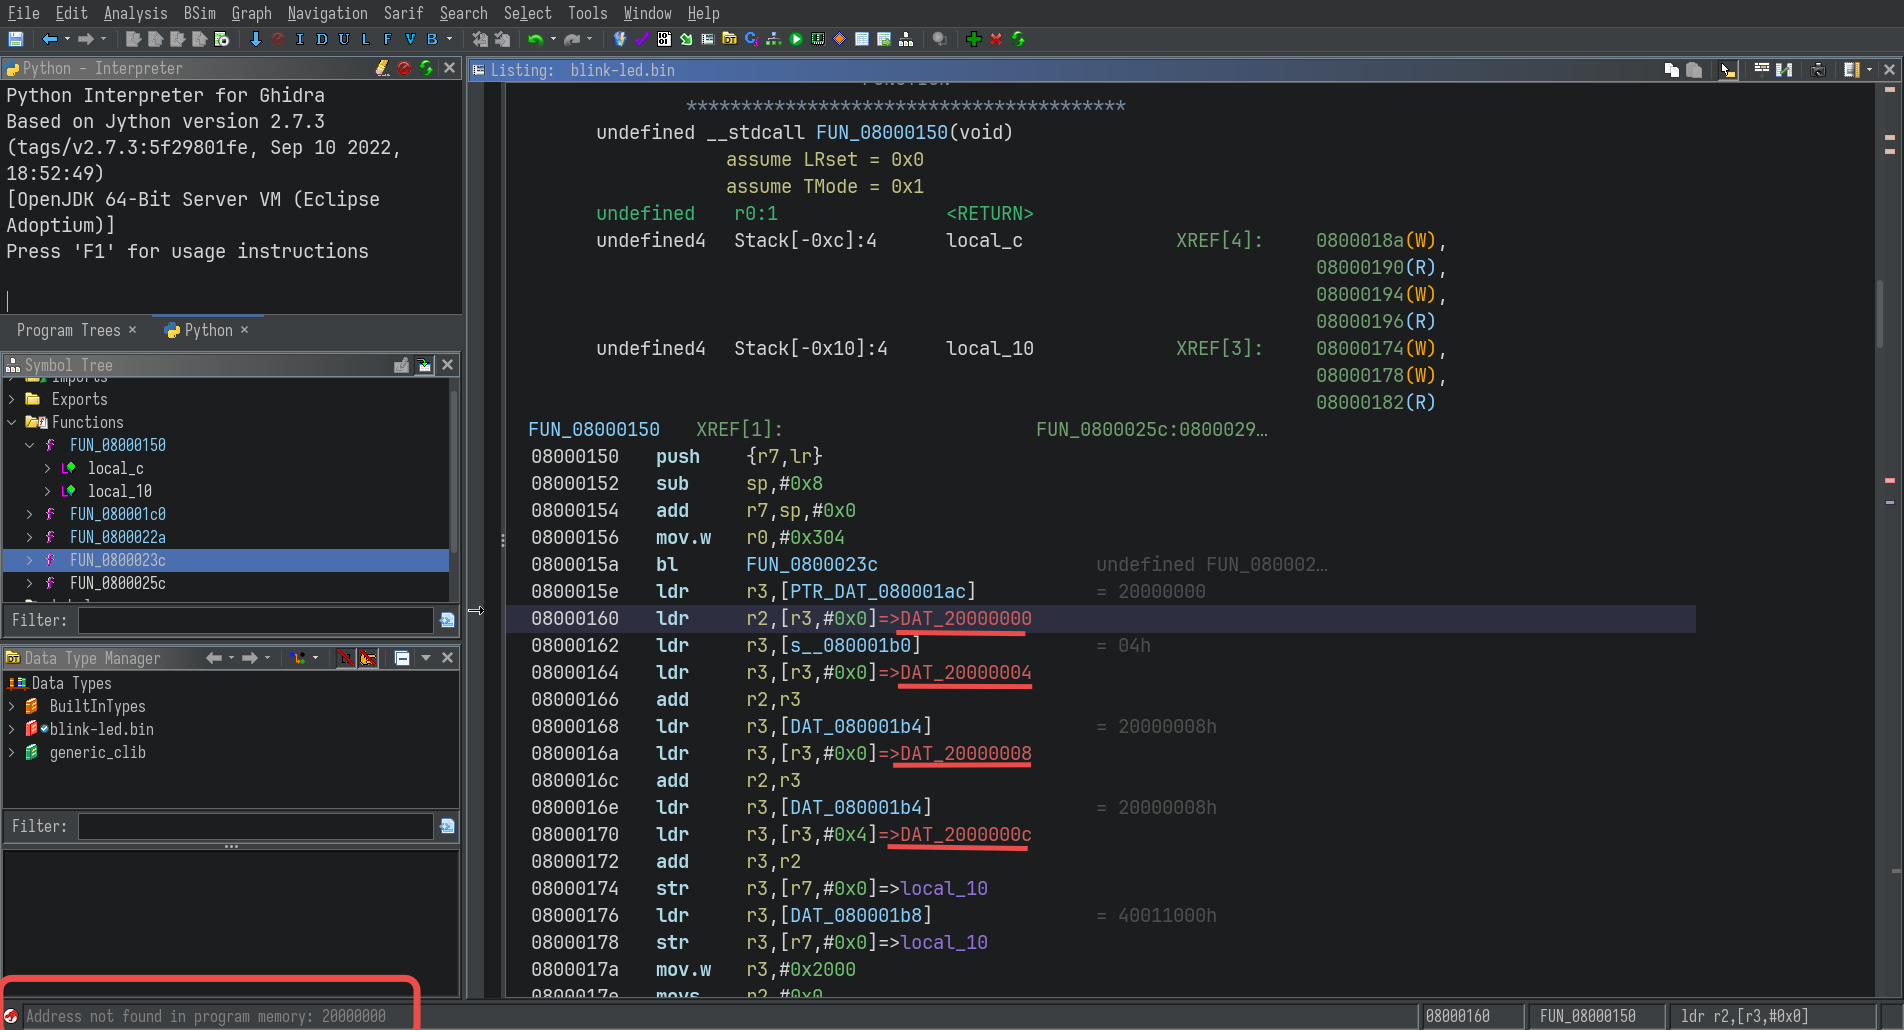 File Edit Analysis BSim Graph Navigation Sarif Search Select Tools Window Help
I D U L F V B
Python - Interpreter
Python Interpreter for Ghidra
Based on Jython version 2.7.3
(tags/v2.7.3:5f29801fe, Sep 10 2022,
18:52:49)
[OpenJDK 64-Bit Server VM (Eclipse
Adoptium)]
Press 'F1' for usage instructions
Program Trees ×
Python ×
Symbol Tree
Imports
Exports
Functions
FUN_08000150
local_c
local_10
FUN_080001c0
FUN_0800022a
FUN_0800023c
FUN_0800025c
Filter:
Data Type Manager
Data Types
BuiltInTypes
blink-led.bin
generic_clib
Filter:
Address not found in program memory: 20000000
Listing: blink-led.bin
FUNCTION
****************************************
undefined __stdcall FUN_08000150(void)
assume LRset = 0x0
assume TMode = 0x1
undefined r0:1 <RETURN>
undefined4 Stack[-0xc]:4 local_c XREF[4]: 0800018a(W),
08000190(R),
08000194(W),
08000196(R)
undefined4 Stack[-0x10]:4 local_10 XREF[3]: 08000174(W),
08000178(W),
08000182(R)
FUN_08000150 XREF[1]: FUN_0800025c:0800029…
08000150 push {r7,lr}
08000152 sub sp,#0x8
08000154 add r7,sp,#0x0
08000156 mov.w r0,#0x304
0800015a bl FUN_0800023c undefined FUN_080002…
0800015e ldr r3,[PTR_DAT_080001ac] = 20000000
08000160 ldr r2,[r3,#0x0]=>DAT_20000000
08000162 ldr r3,[s__080001b0] = 04h
08000164 ldr r3,[r3,#0x0]=>DAT_20000004
08000166 add r2,r3
08000168 ldr r3,[DAT_080001b4] = 20000008h
0800016a ldr r3,[r3,#0x0]=>DAT_20000008
0800016c add r2,r3
0800016e ldr r3,[DAT_080001b4] = 20000008h
08000170 ldr r3,[r3,#0x4]=>DAT_2000000c
08000172 add r3,r2
08000174 str r3,[r7,#0x0]=>local_10
08000176 ldr r3,[DAT_080001b8] = 40011000h
08000178 str r3,[r7,#0x0]=>local_10
0800017a mov.w r3,#0x2000
0800017e movs r2,#0x0
08000160 FUN_08000150 ldr r2,[r3,#0x0]